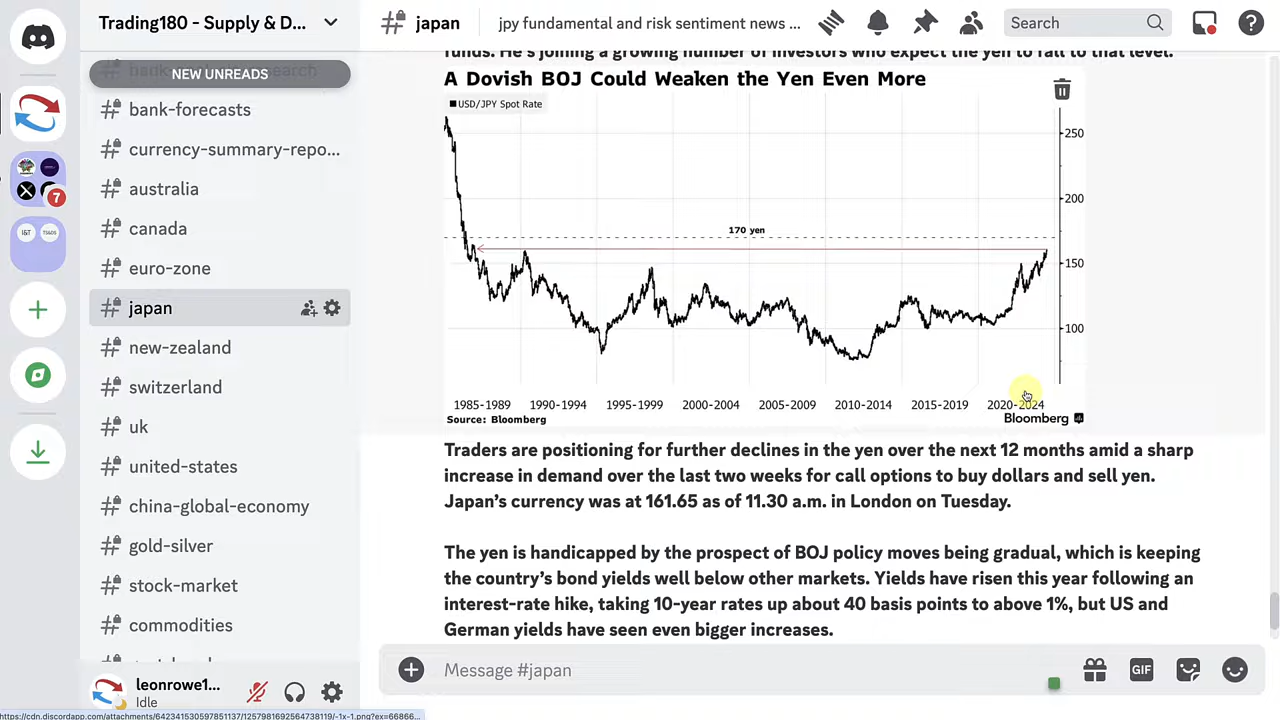 Trading180 - Supply & D...
NEW UNREADS
bank-forecasts
currency-summary-repo...
australia
canada
euro-zone
japan
new-zealand
switzerland
uk
united-states
china-global-economy
gold-silver
stock-market
commodities
7
I&T
leonrowe1...
Idle
japan
jpy fundamental and risk sentiment news ...
Search
funds. He's joining a growing number of investors who expect the yen to fall to that level.
A Dovish BOJ Could Weaken the Yen Even More
USD/JPY Spot Rate
250
200
170 yen
150
100
1985-1989 1990-1994 1995-1999 2000-2004 2005-2009 2010-2014 2015-2019 2020-2024
Source: Bloomberg
Bloomberg
Traders are positioning for further declines in the yen over the next 12 months amid a sharp
increase in demand over the last two weeks for call options to buy dollars and sell yen.
Japan's currency was at 161.65 as of 11.30 a.m. in London on Tuesday.
The yen is handicapped by the prospect of BOJ policy moves being gradual, which is keeping
the country's bond yields well below other markets. Yields have risen this year following an
interest-rate hike, taking 10-year rates up about 40 basis points to above 1%, but US and
German yields have seen even bigger increases.
Message #japan
GIF